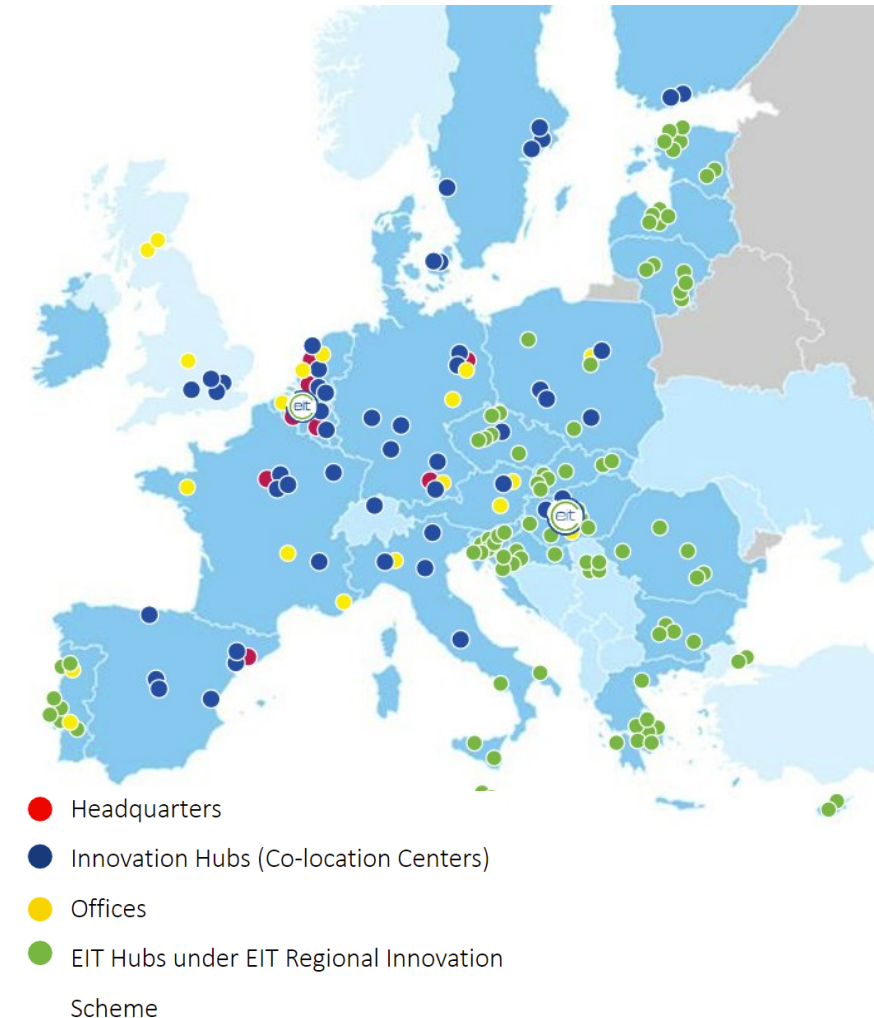 eit
eit
Headquarters
Innovation Hubs (Co-location Centers)
Offices
EIT Hubs under EIT Regional Innovation
Scheme